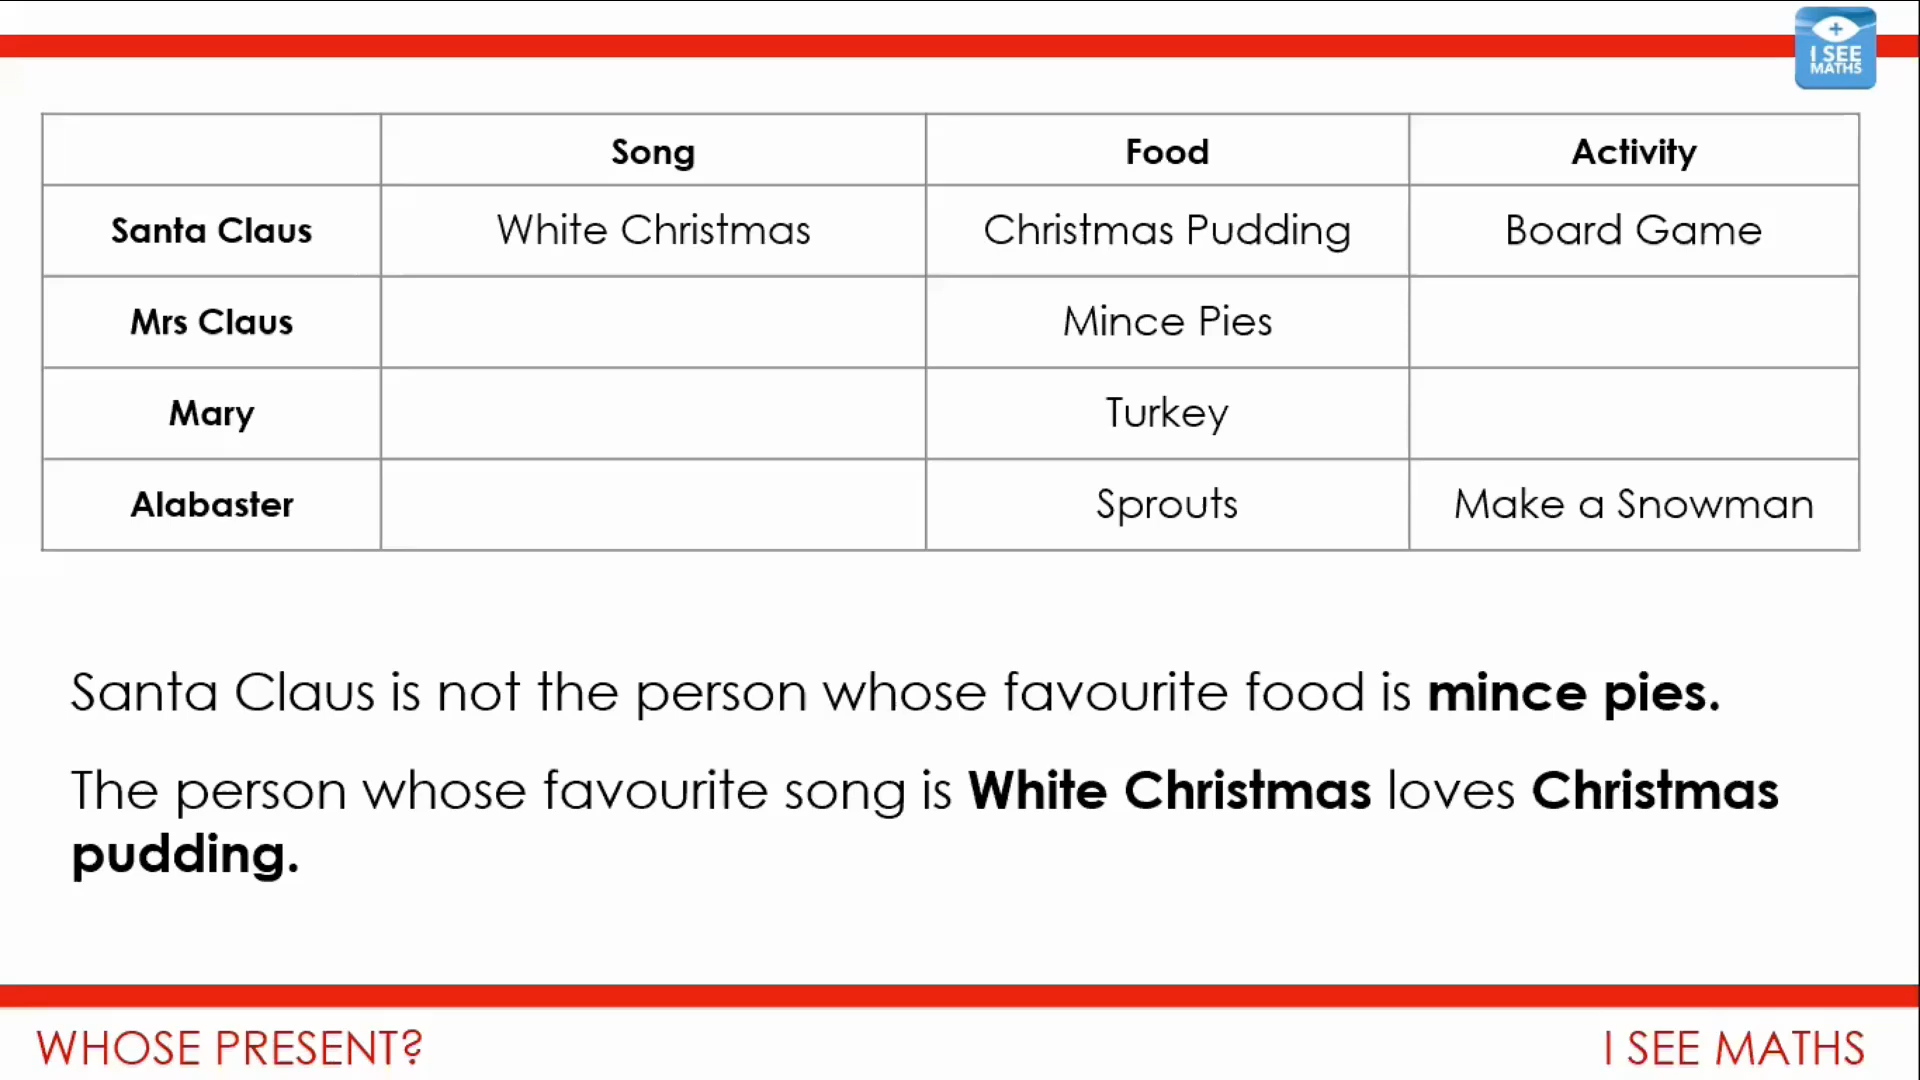 I SEE
MATHS
Song Food Activity
Santa Claus White Christmas Christmas Pudding Board Game
Mrs Claus Mince Pies
Mary Turkey
Alabaster Sprouts Make a Snowman
Santa Claus is not the person whose favourite food is mince pies.
The person whose favourite song is White Christmas loves Christmas
pudding.
WHOSE PRESENT? I SEE MATHS